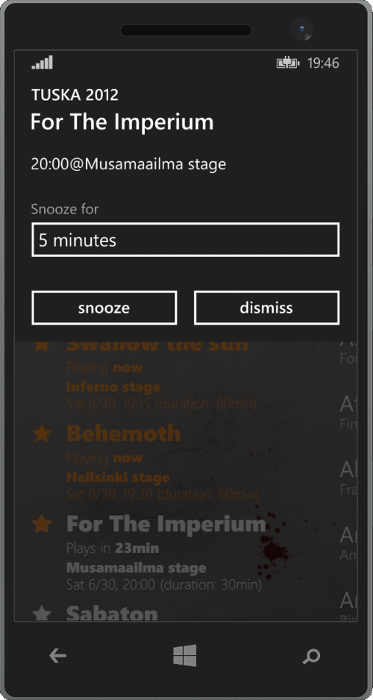 19:46
TUSKA 2012
For The Imperium
20:00@Musamaailma stage
Snooze for
5 minutes
snooze
dismiss
Swallow the sun
Playing now
Inferno stage
Sat 6/30, 19:15 (duration: 60min)
Behemoth
Playing now
Hellsinki stage
Sat 6/30, 19:30 (duration: 60min)
For The Imperium
Plays in 23min
Musamaailma stage
Sat 6/30, 20:00 (duration: 30min)
Sabaton
Fin
Fra